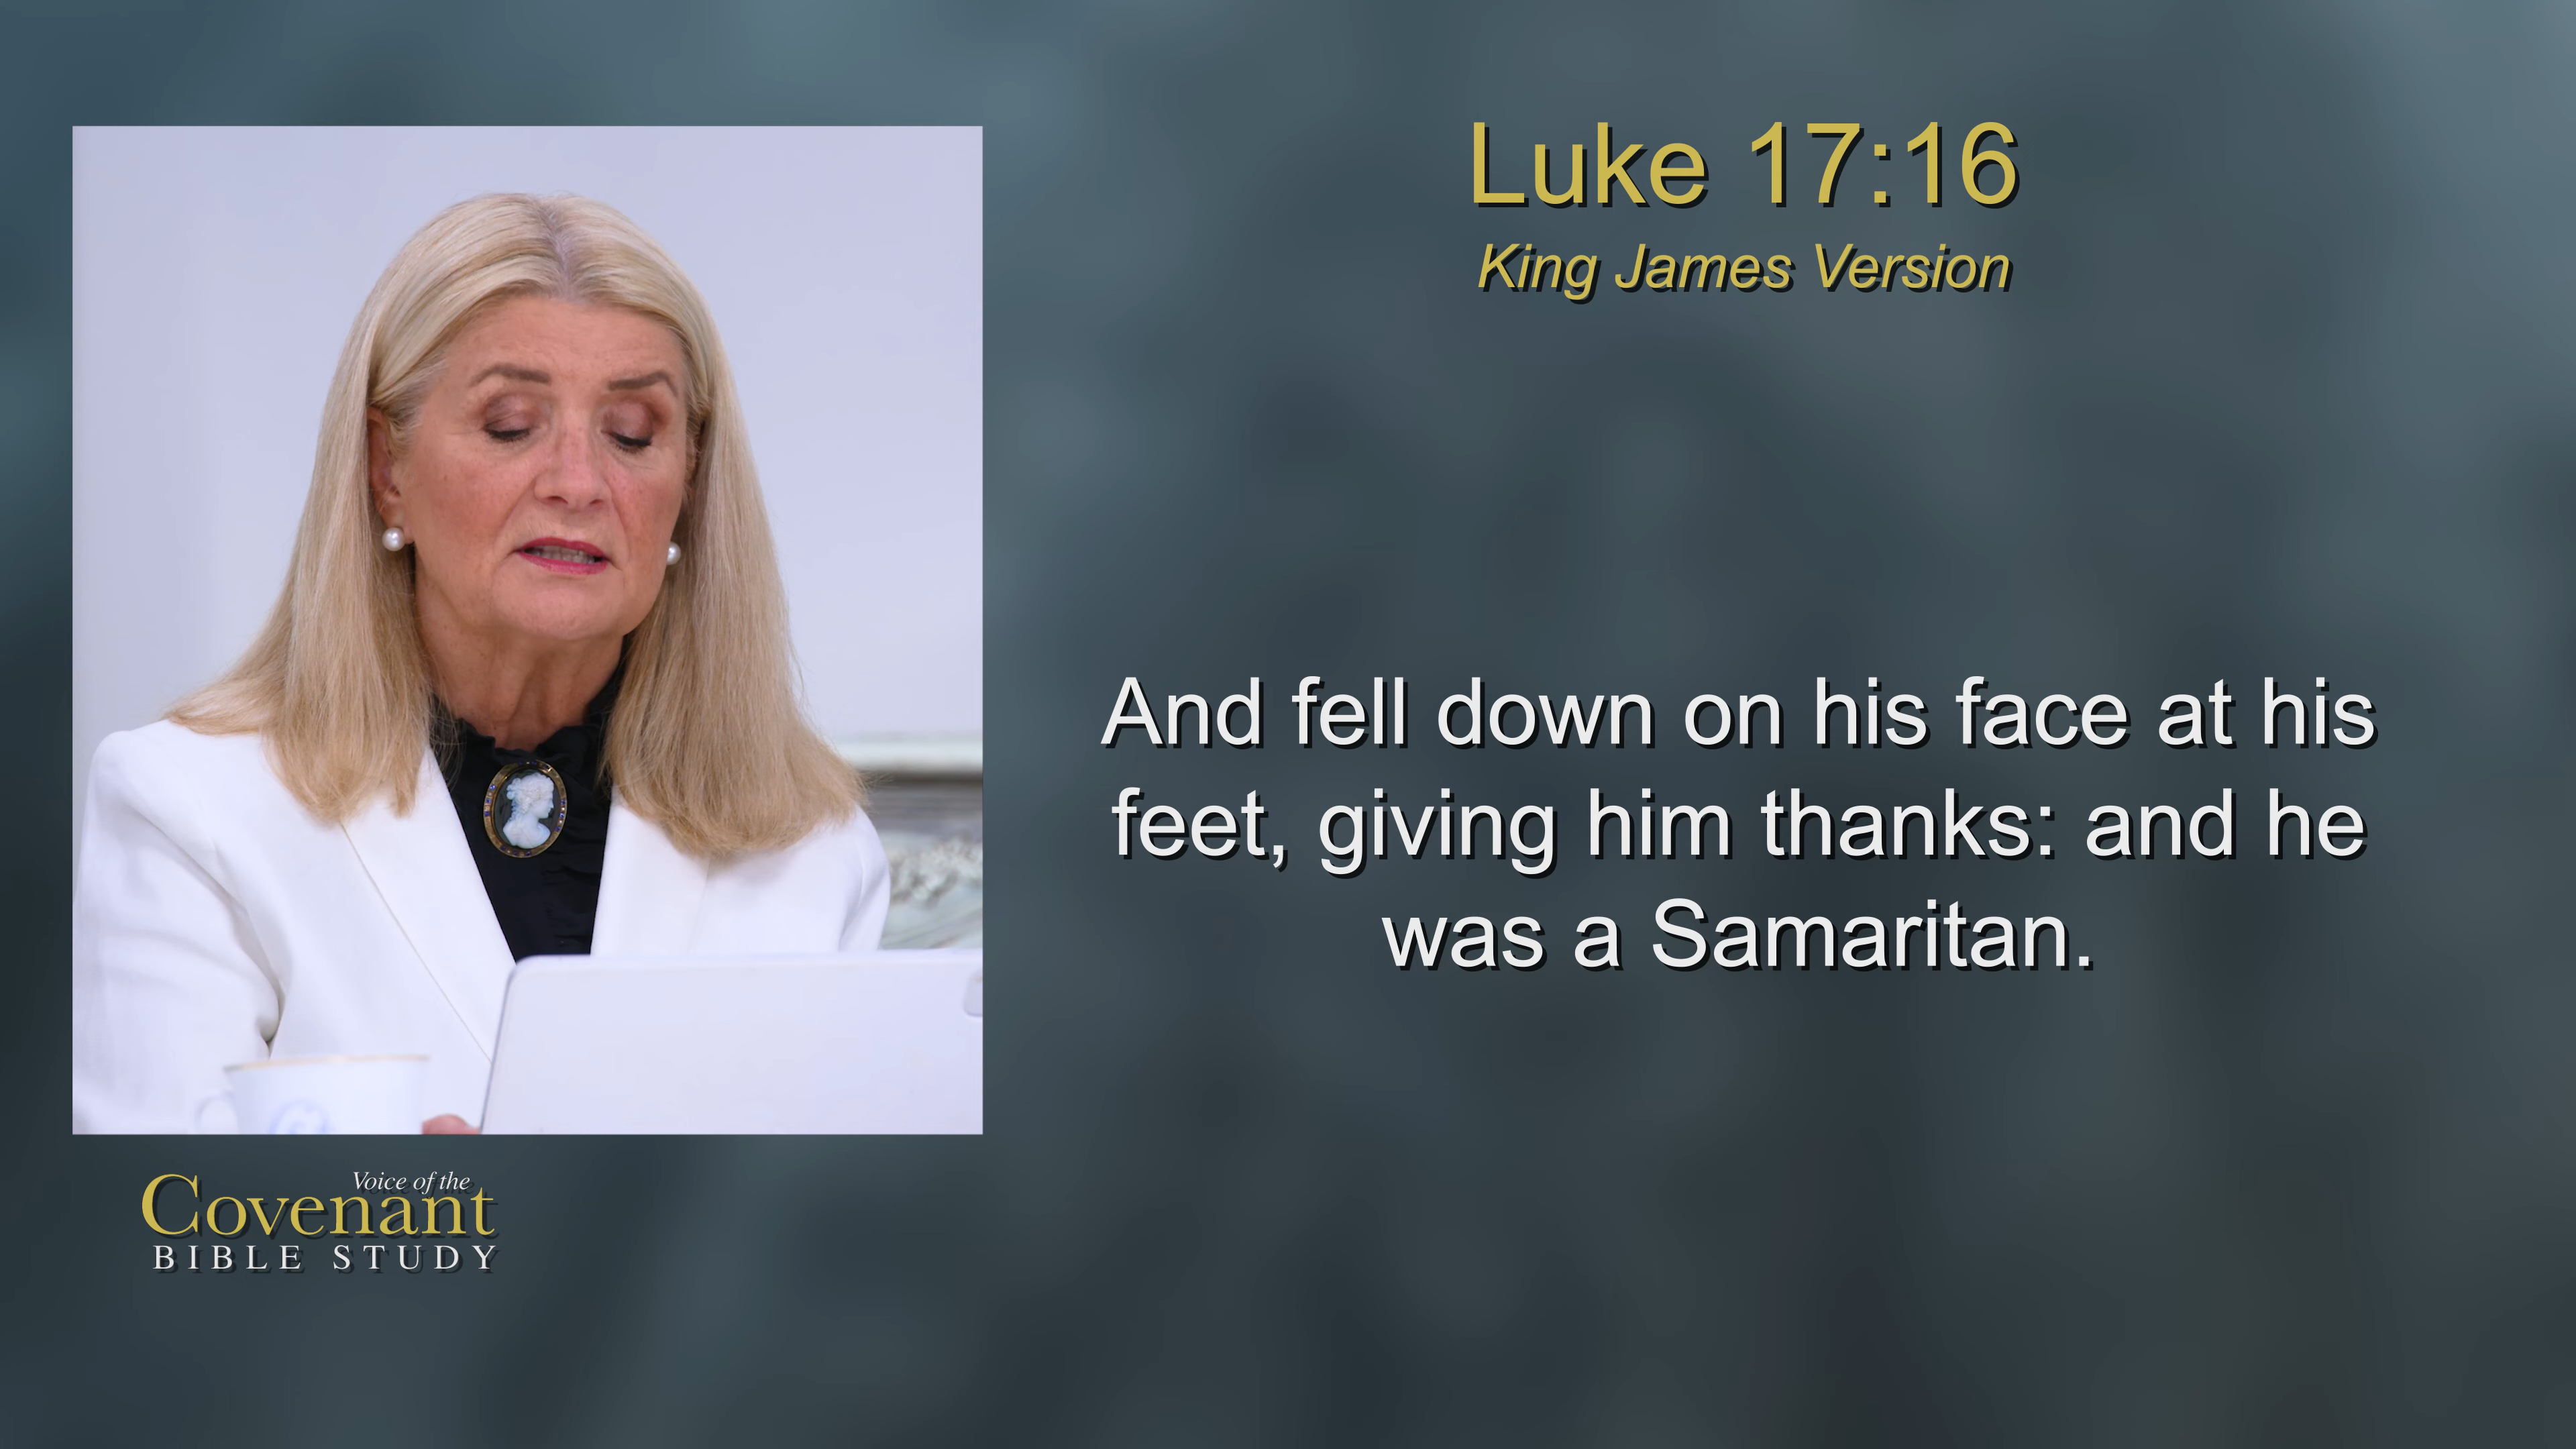 Luke 17:16
King James Version
And fell down on his face at his
feet, giving him thanks: and he
was a Samaritan.
Voice of the
Covenant
BIBLE STUDY